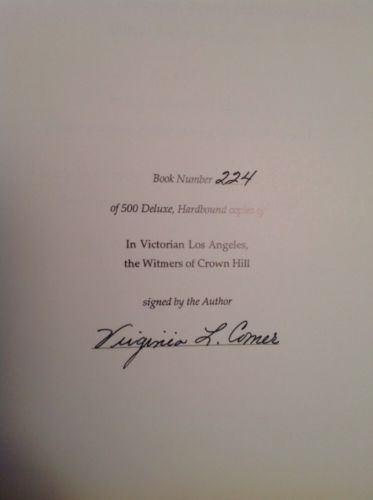 Book Number 224
of 500 Deluxe, Hardbound copies of
In Victorian Los Angeles,
the Witmers of Crown Hill
signed by the Author
Virginia L. Comer